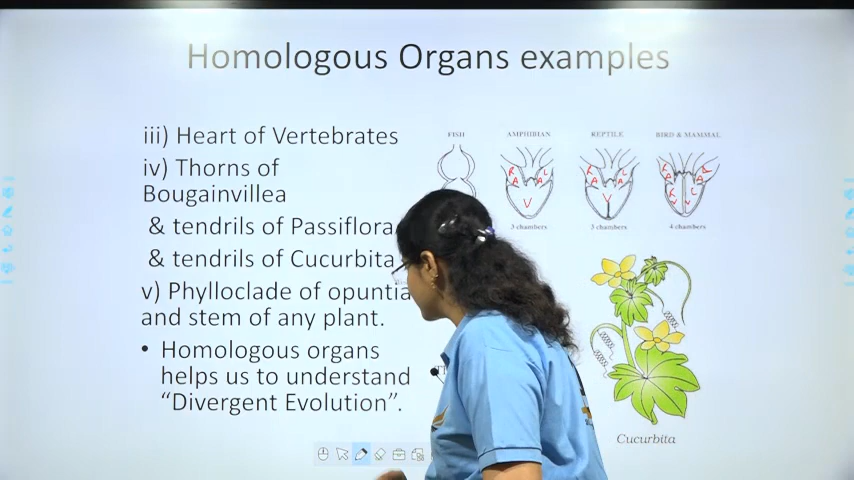 Homologous Organs examples
iii) Heart of Vertebrates
iv) Thorns of
Bougainvillea
& tendrils of Passiflora
& tendrils of Cucurbita
v) Phylloclade of opuntia
and stem of any plant.
• Homologous organs
helps us to understand
“Divergent Evolution”.
FISH AMPHIBIAN REPTILE BIRD & MAMMAL
R A L A V
R A L A V
R A L A R V L V
3 chambers 3 chambers 4 chambers
Cucurbita